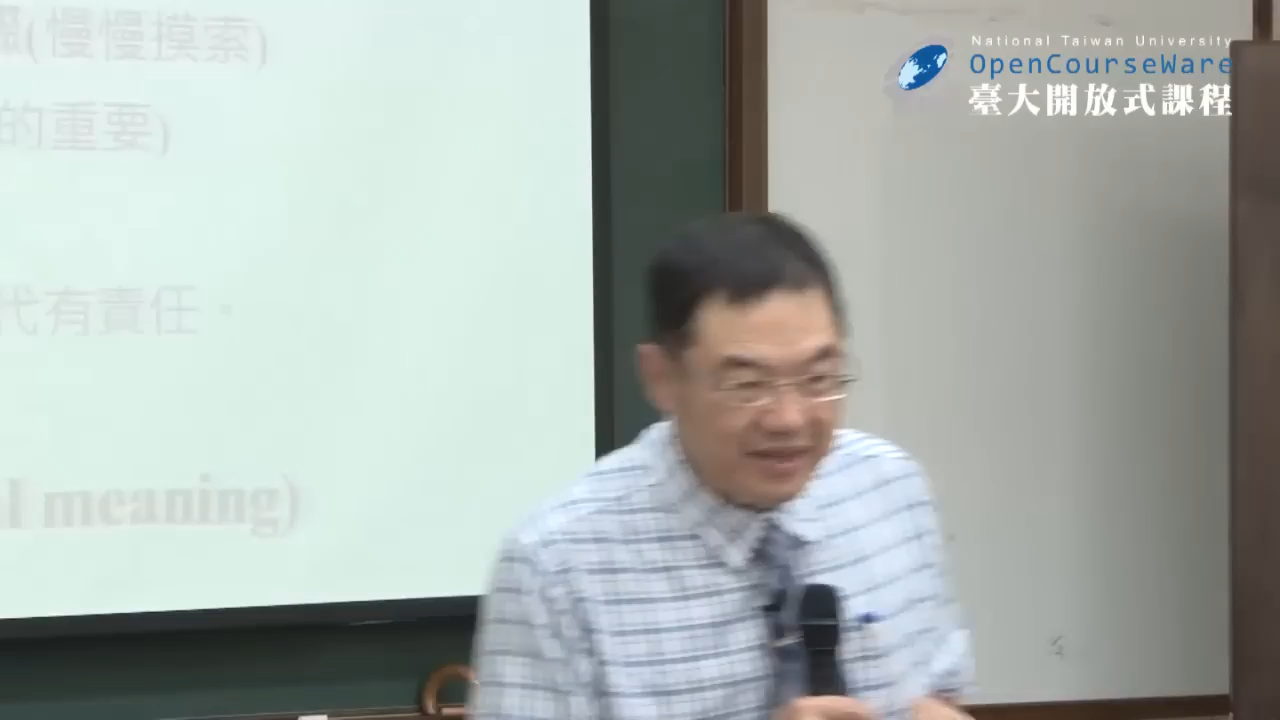 (慢慢摸索)
的重要)
代有責任。
l meaning)
National Taiwan University
OpenCourseWare
臺大開放式課程